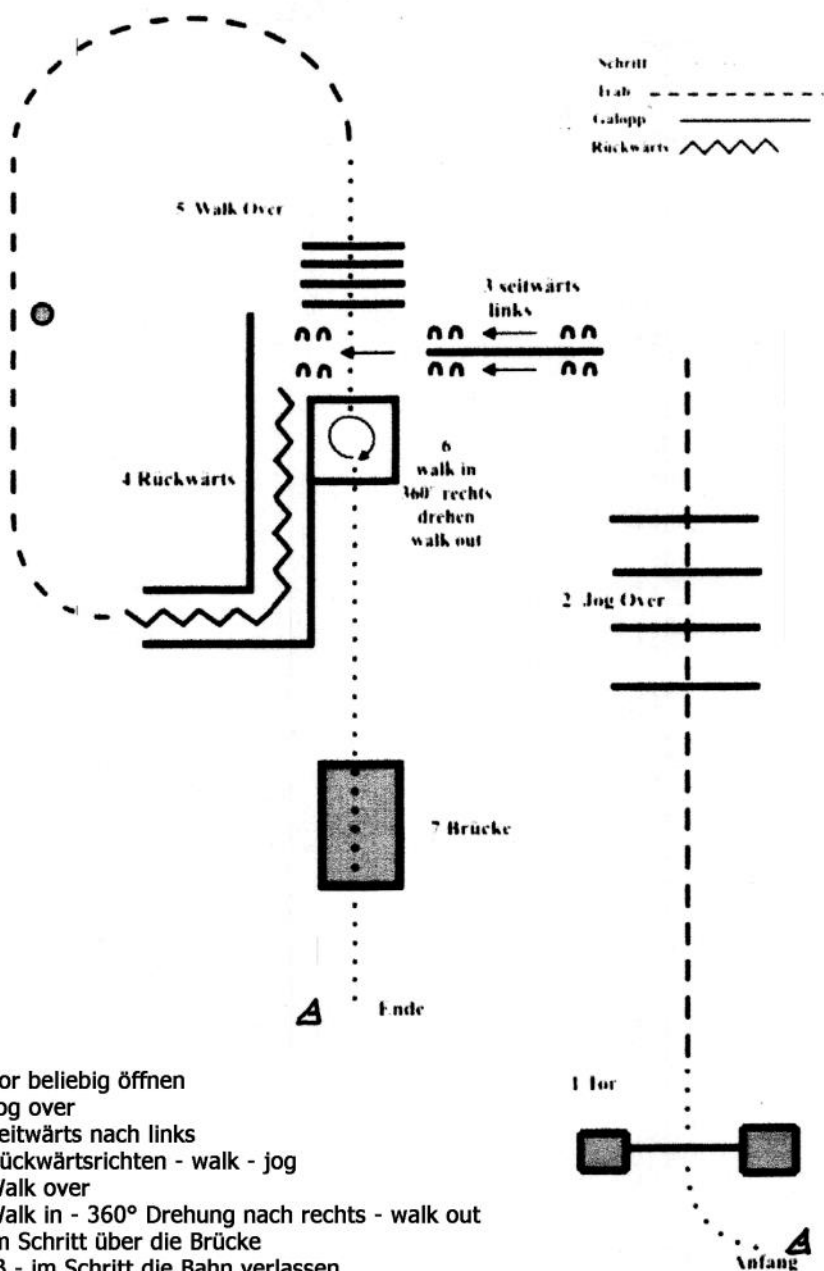 Schritt
Trab
Galopp
Rückwärts
5 Walk Over
3 seitwärts
links
4 Rückwärts
6
walk in
360° rechts
drehen
walk out
2 Jog Over
7 Brücke
Ende
1 Tor
Anfang
or beliebig öffnen
og over
eitwärts nach links
ückwärtsrichten - walk - jog
Walk over
Walk in - 360° Drehung nach rechts - walk out
m Schritt über die Brücke
B - im Schritt die Bahn verlassen